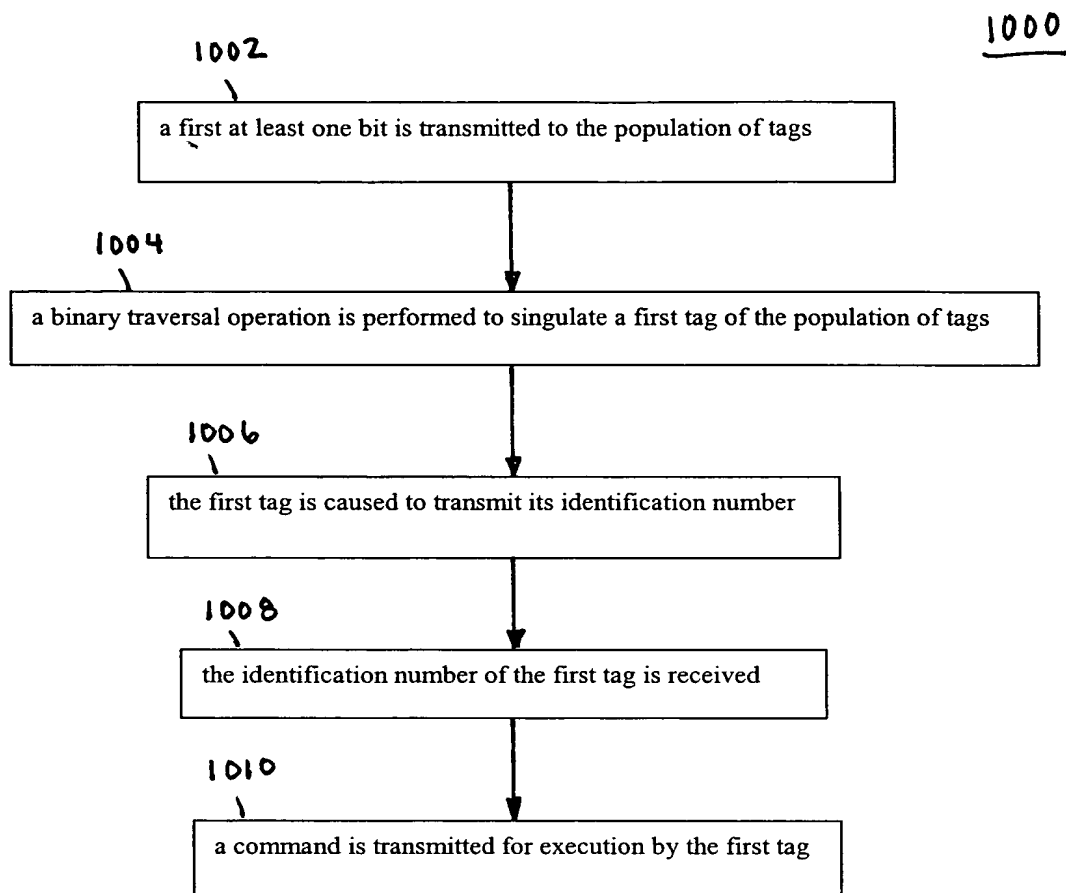 1000
1002
a first at least one bit is transmitted to the population of tags
1004
a binary traversal operation is performed to singulate a first tag of the population of tags
1006
the first tag is caused to transmit its identification number
1008
the identification number of the first tag is received
1010
a command is transmitted for execution by the first tag